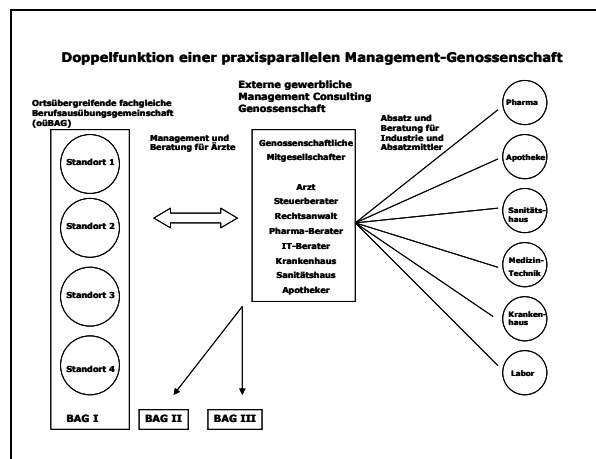 Doppelfunktion einer praxisparallelen Management-Genossenschaft
Ortsübergreifende fachgleiche
Berufsausübungsgemeinschaft
(oüBAG)
Standort 1
Standort 2
Standort 3
Standort 4
BAG I
Management und
Beratung für Ärzte
BAG II
BAG III
Externe gewerbliche
Management Consulting
Genossenschaft
Genossenschaftliche
Mitgesellschafter
Arzt
Steuerberater
Rechtsanwalt
Pharma-Berater
IT-Berater
Krankenhaus
Sanitätshaus
Apotheker
Absatz und
Beratung für
Industrie und
Absatzmittler
Pharma
Apotheke
Sanitäts-
haus
Medizin-
Technik
Kranken-
haus
Labor